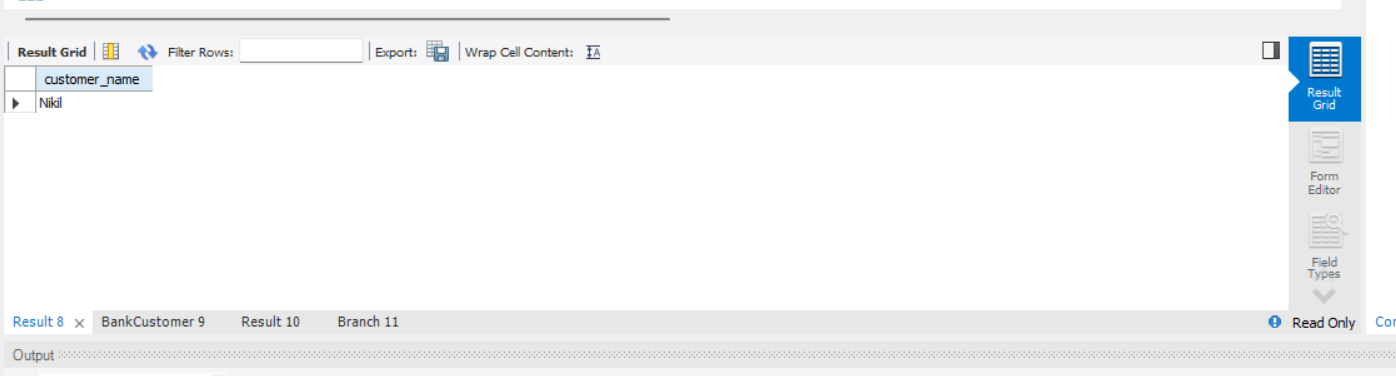 Result Grid Filter Rows: Export: Wrap Cell Content: IA
customer_name
Nikil
Result
Grid
Form
Editor
Field
Types
Result 8 × BankCustomer 9 Result 10 Branch 11 Read Only
Output